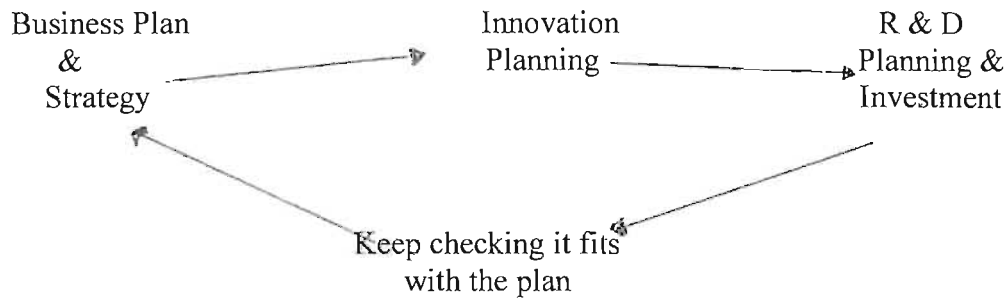 Business Plan
&
Strategy
Innovation
Planning
R & D
Planning &
Investment
Keep checking it fits
with the plan